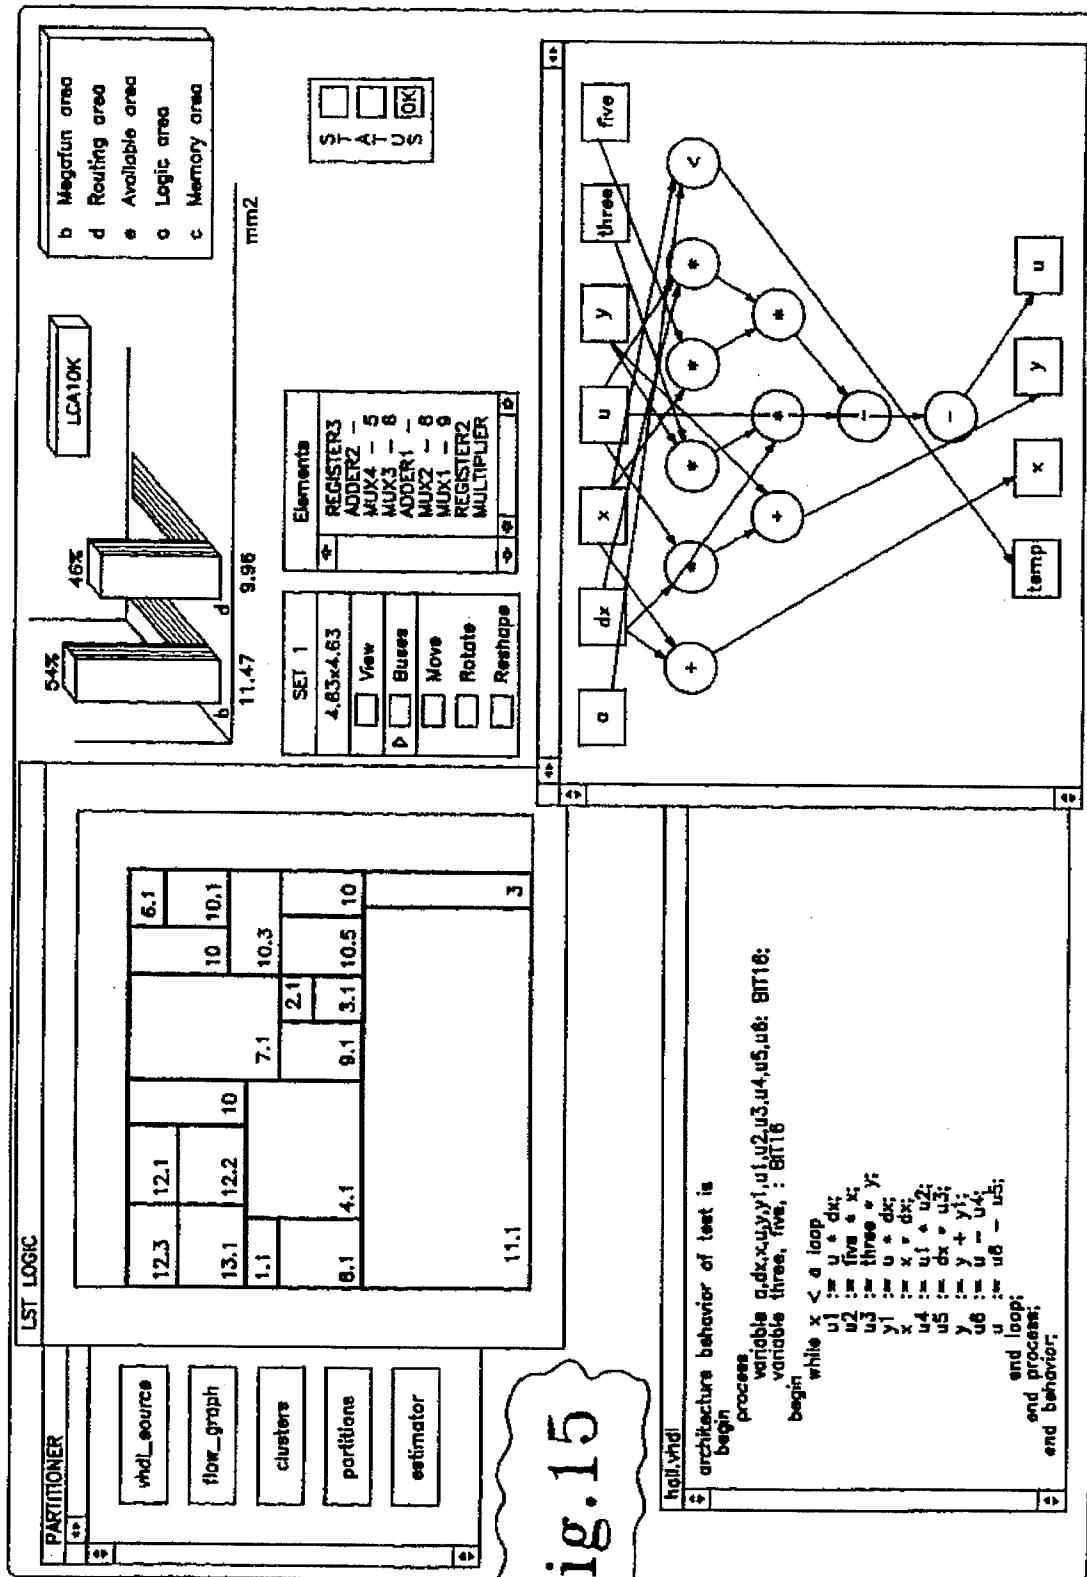 PARTITIONER
vhdl_source
flow_graph
clusters
partitions
estimator
LST LOGIC
12.3
12.1
10
7.1
10
6.1
10.1
13.1
12.2
10.3
1.1
8.1
4.1
9.1
2.1
3.1
10.5
10
11.1
3
54%
46%
b
d
11.47
9.96
mm2
LCA10K
b Megafun area
d Routing area
e Available area
a Logic area
c Memory area
SET 1
4.63x4.63
View
Buses
Move
Rotate
Reshape
Elements
REGISTER3
ADDER2 -
MUX4 - 5
MUX3 - 6
ADDER1 -
MUX2 - 8
MUX1 - 9
REGISTER2
MULTIPLIER
STATUS
OK
ig.15
hall.vhdl
architecture behavior of test is
begin
process
variable a,dx,x,u,y,y1,u1,u2,u3,u4,u5,u6: BIT16;
variable three, five, : BIT16
begin
while x < a loop
u1 := u * dx;
u2 := five * x;
u3 := three * y;
y1 := u * dx;
x := x + dx;
u4 := u1 * u2;
u5 := dx * u3;
y := y + y1;
u6 := u - u4;
u := u6 - u5;
end loop;
end process;
end behavior;
a
dx
x
u
y
three
five
+
*
*
*
*
<
+
*
*
-
-
temp
x
y
u